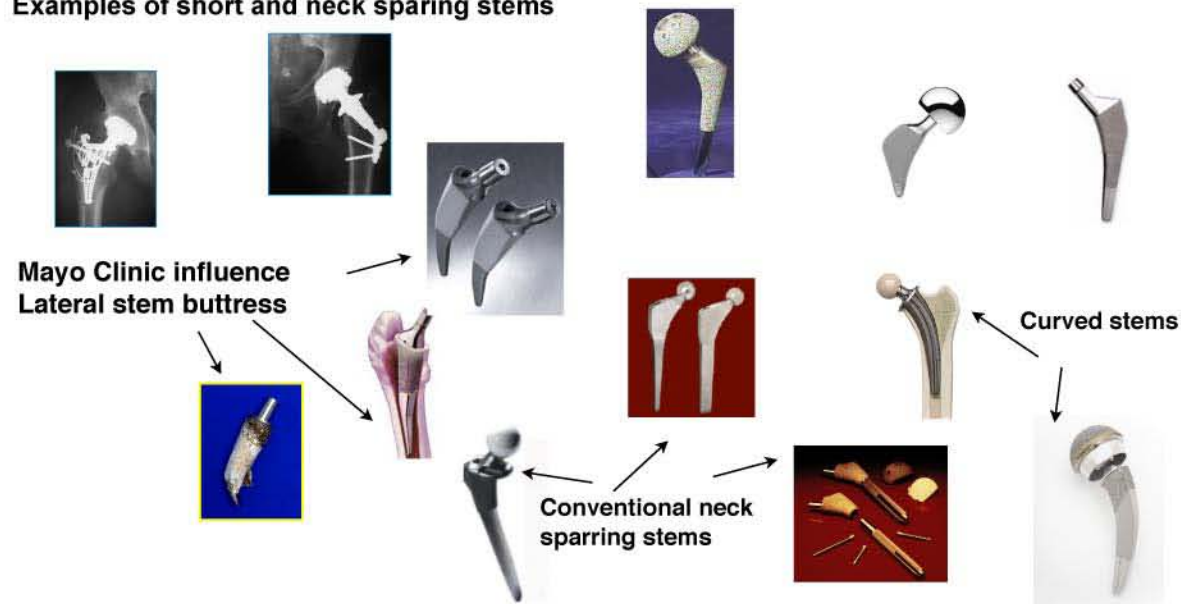 Examples of short and neck sparing stems
Mayo Clinic influence
Lateral stem buttress
Curved stems
Conventional neck
sparring stems